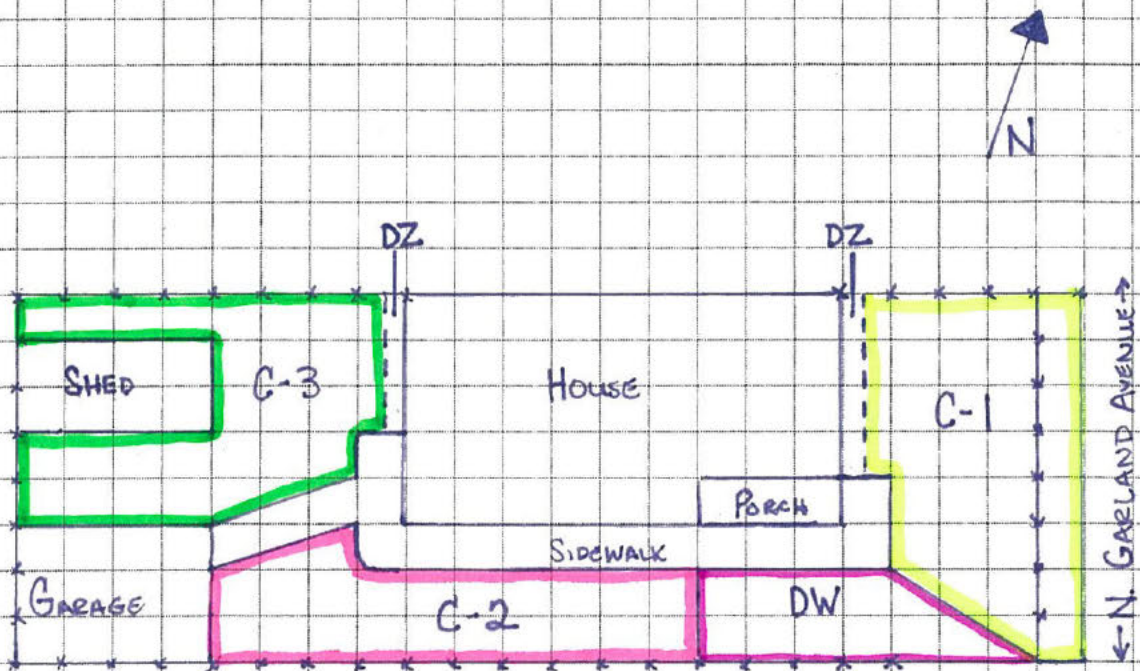 N
DZ
DZ
SHED
C-3
HOUSE
C-1
← N. GARLAND AVENUE →
PORCH
SIDEWALK
GARAGE
C-2
DW